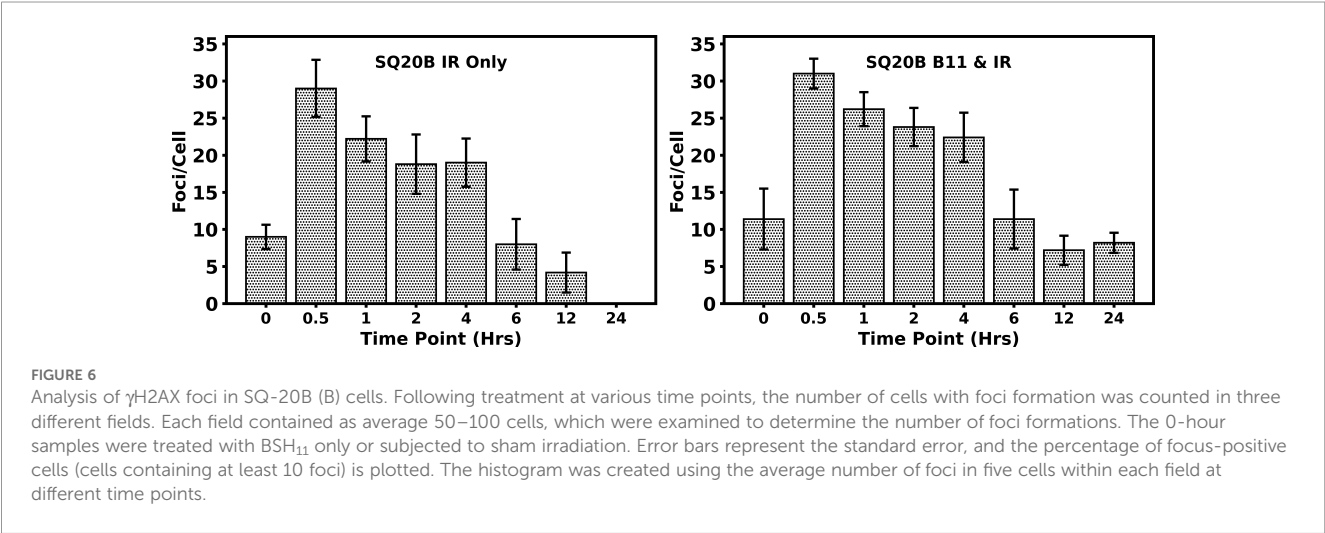 SQ20B IR Only
35
30
25
20
15
10
5
0
Foci/Cell
0 0.5 1 2 4 6 12 24
Time Point (Hrs)
SQ20B B11 & IR
35
30
25
20
15
10
5
0
Foci/Cell
0 0.5 1 2 4 6 12 24
Time Point (Hrs)
FIGURE 6
Analysis of γH2AX foci in SQ-20B (B) cells. Following treatment at various time points, the number of cells with foci formation was counted in three
different fields. Each field contained as average 50–100 cells, which were examined to determine the number of foci formations. The 0-hour
samples were treated with BSH11 only or subjected to sham irradiation. Error bars represent the standard error, and the percentage of focus-positive
cells (cells containing at least 10 foci) is plotted. The histogram was created using the average number of foci in five cells within each field at
different time points.